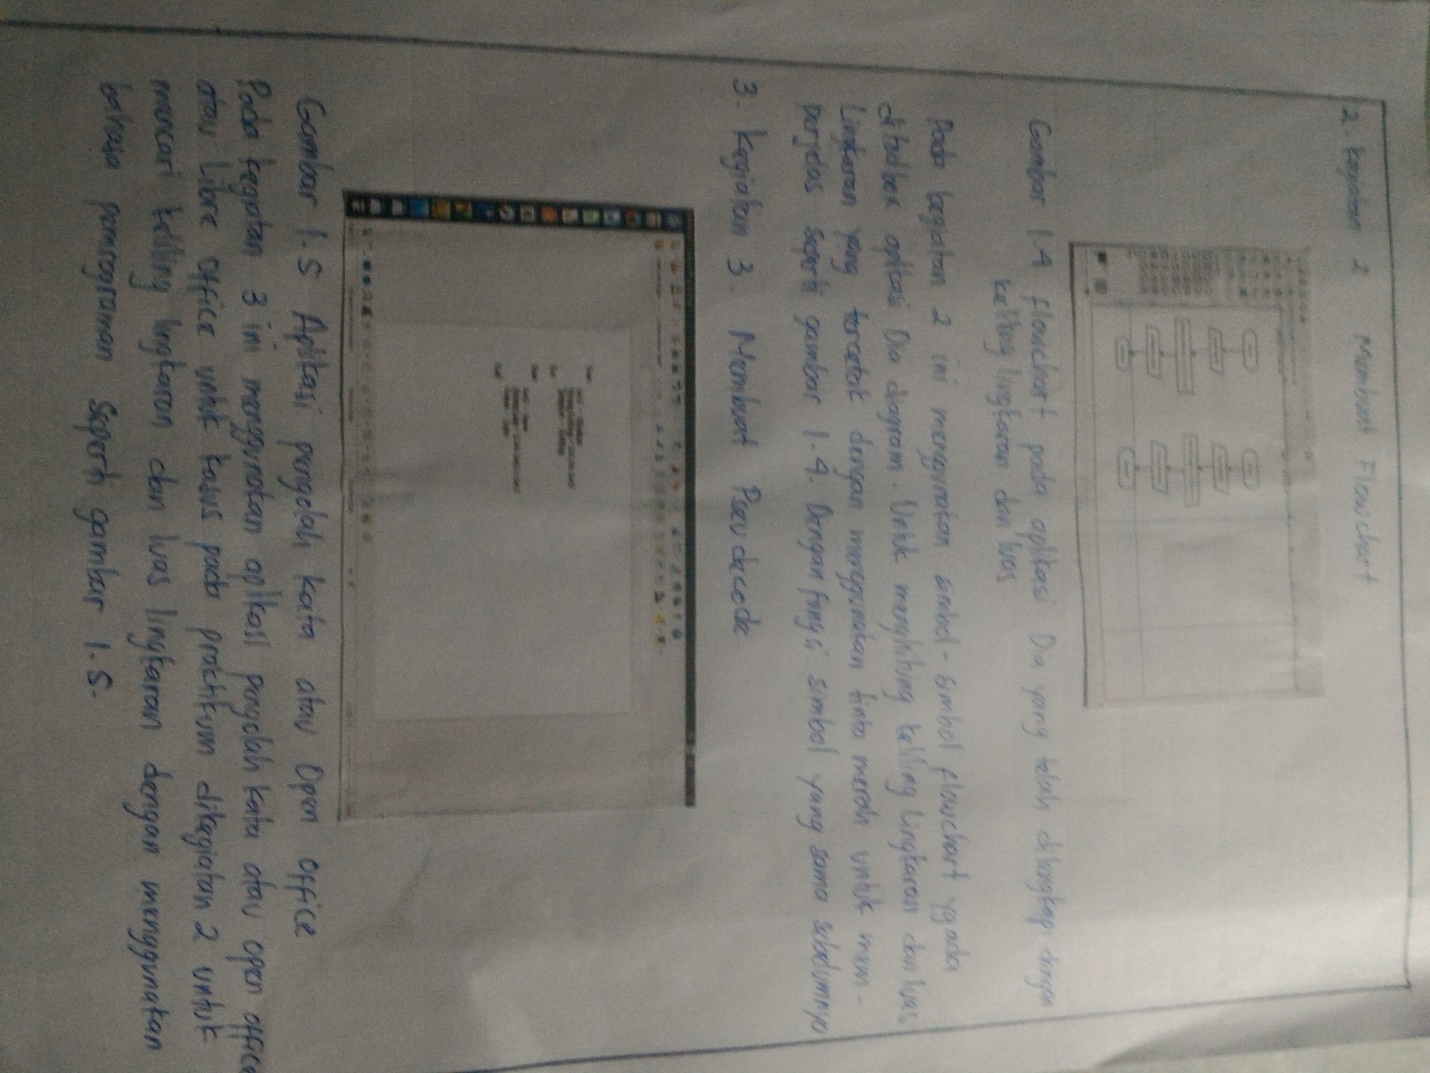 2. Kegiatan 2 Membuat Flowchart
Gambar 1.4 flowchart pada aplikasi Dia yang telah dilengkapi dengan
keliling lingkaran dan luas
Pada kegiatan 2 ini menggunakan simbol-simbol flowchart yg ada
ditoolbox aplikasi Dia diagram. Untuk menghitung keliling lingkaran dan luas
Lingkaran yang tercetak dengan menggunakan tinta merah untuk mem-
perjelas seperti gambar 1.4. Dengan fungsi simbol yang sama sebelumnya
3. Kegiatan 3. Membuat Pseudecode
Gambar 1.5 Aplikasi pengolah kata atau Open office
Pada kegiatan 3 ini menggunakan aplikasi pengolah kata atau open office
atau Libre office untuk kasus pada praktikum dikegiatan 2 untuk
mencari keliling lingkaran dan luas lingkaran dengan menggunakan
bahasa pemrograman seperti gambar 1.5.